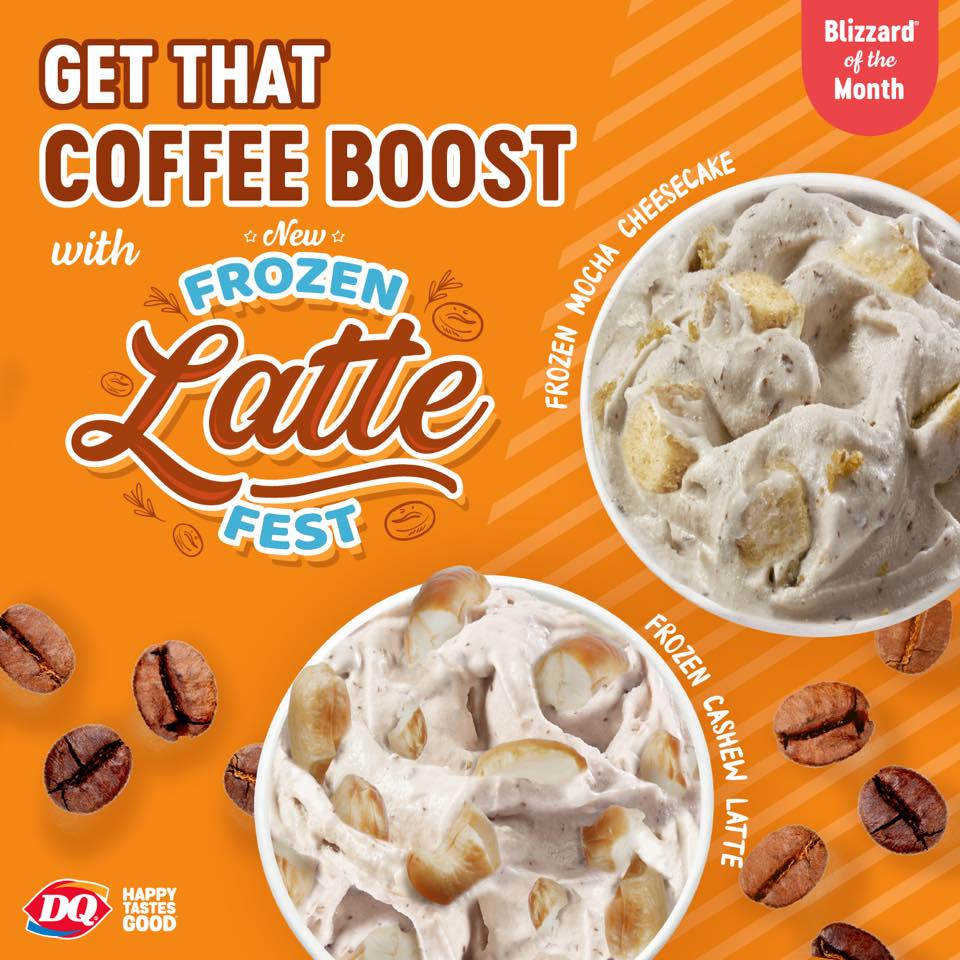 GET THAT
COFFEE BOOST
with
New
FROZEN
Latte
FEST
Blizzard®
of the
Month
FROZEN MOCHA CHEESECAKE
FROZEN CASHEW LATTE
DQ
HAPPY
TASTES
GOOD